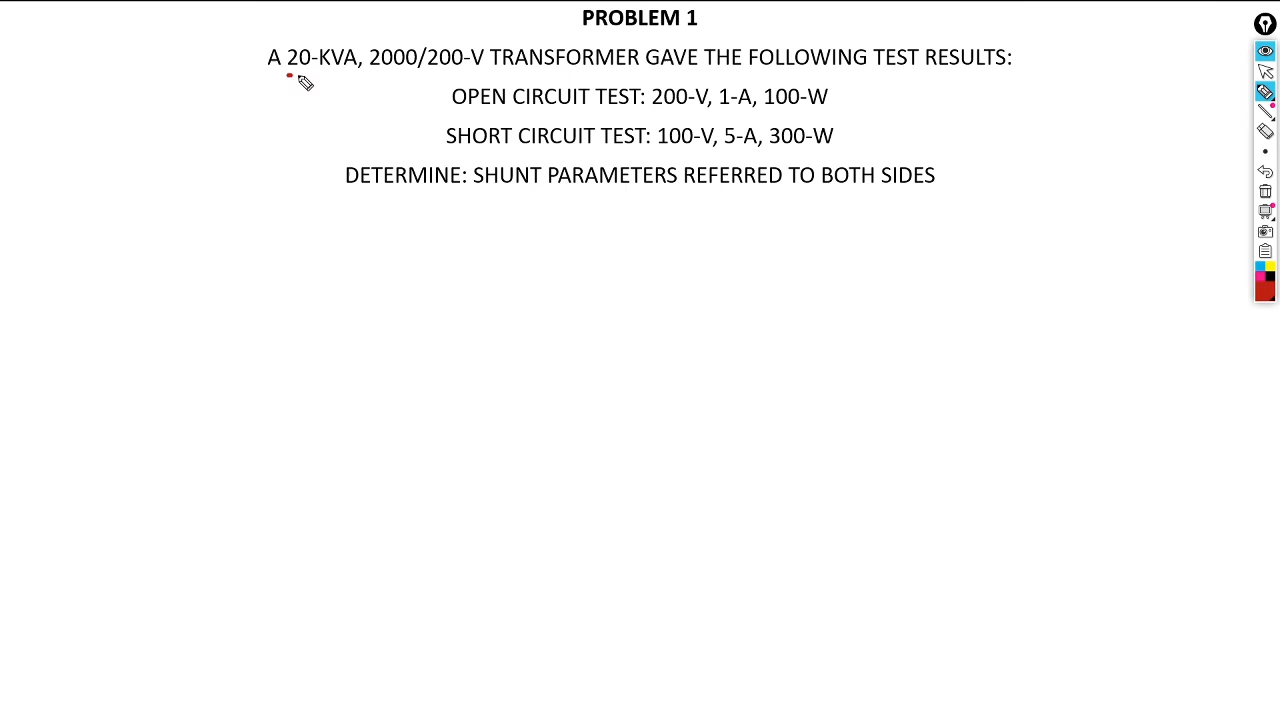 PROBLEM 1
A 20-KVA, 2000/200-V TRANSFORMER GAVE THE FOLLOWING TEST RESULTS:
OPEN CIRCUIT TEST: 200-V, 1-A, 100-W
SHORT CIRCUIT TEST: 100-V, 5-A, 300-W
DETERMINE: SHUNT PARAMETERS REFERRED TO BOTH SIDES